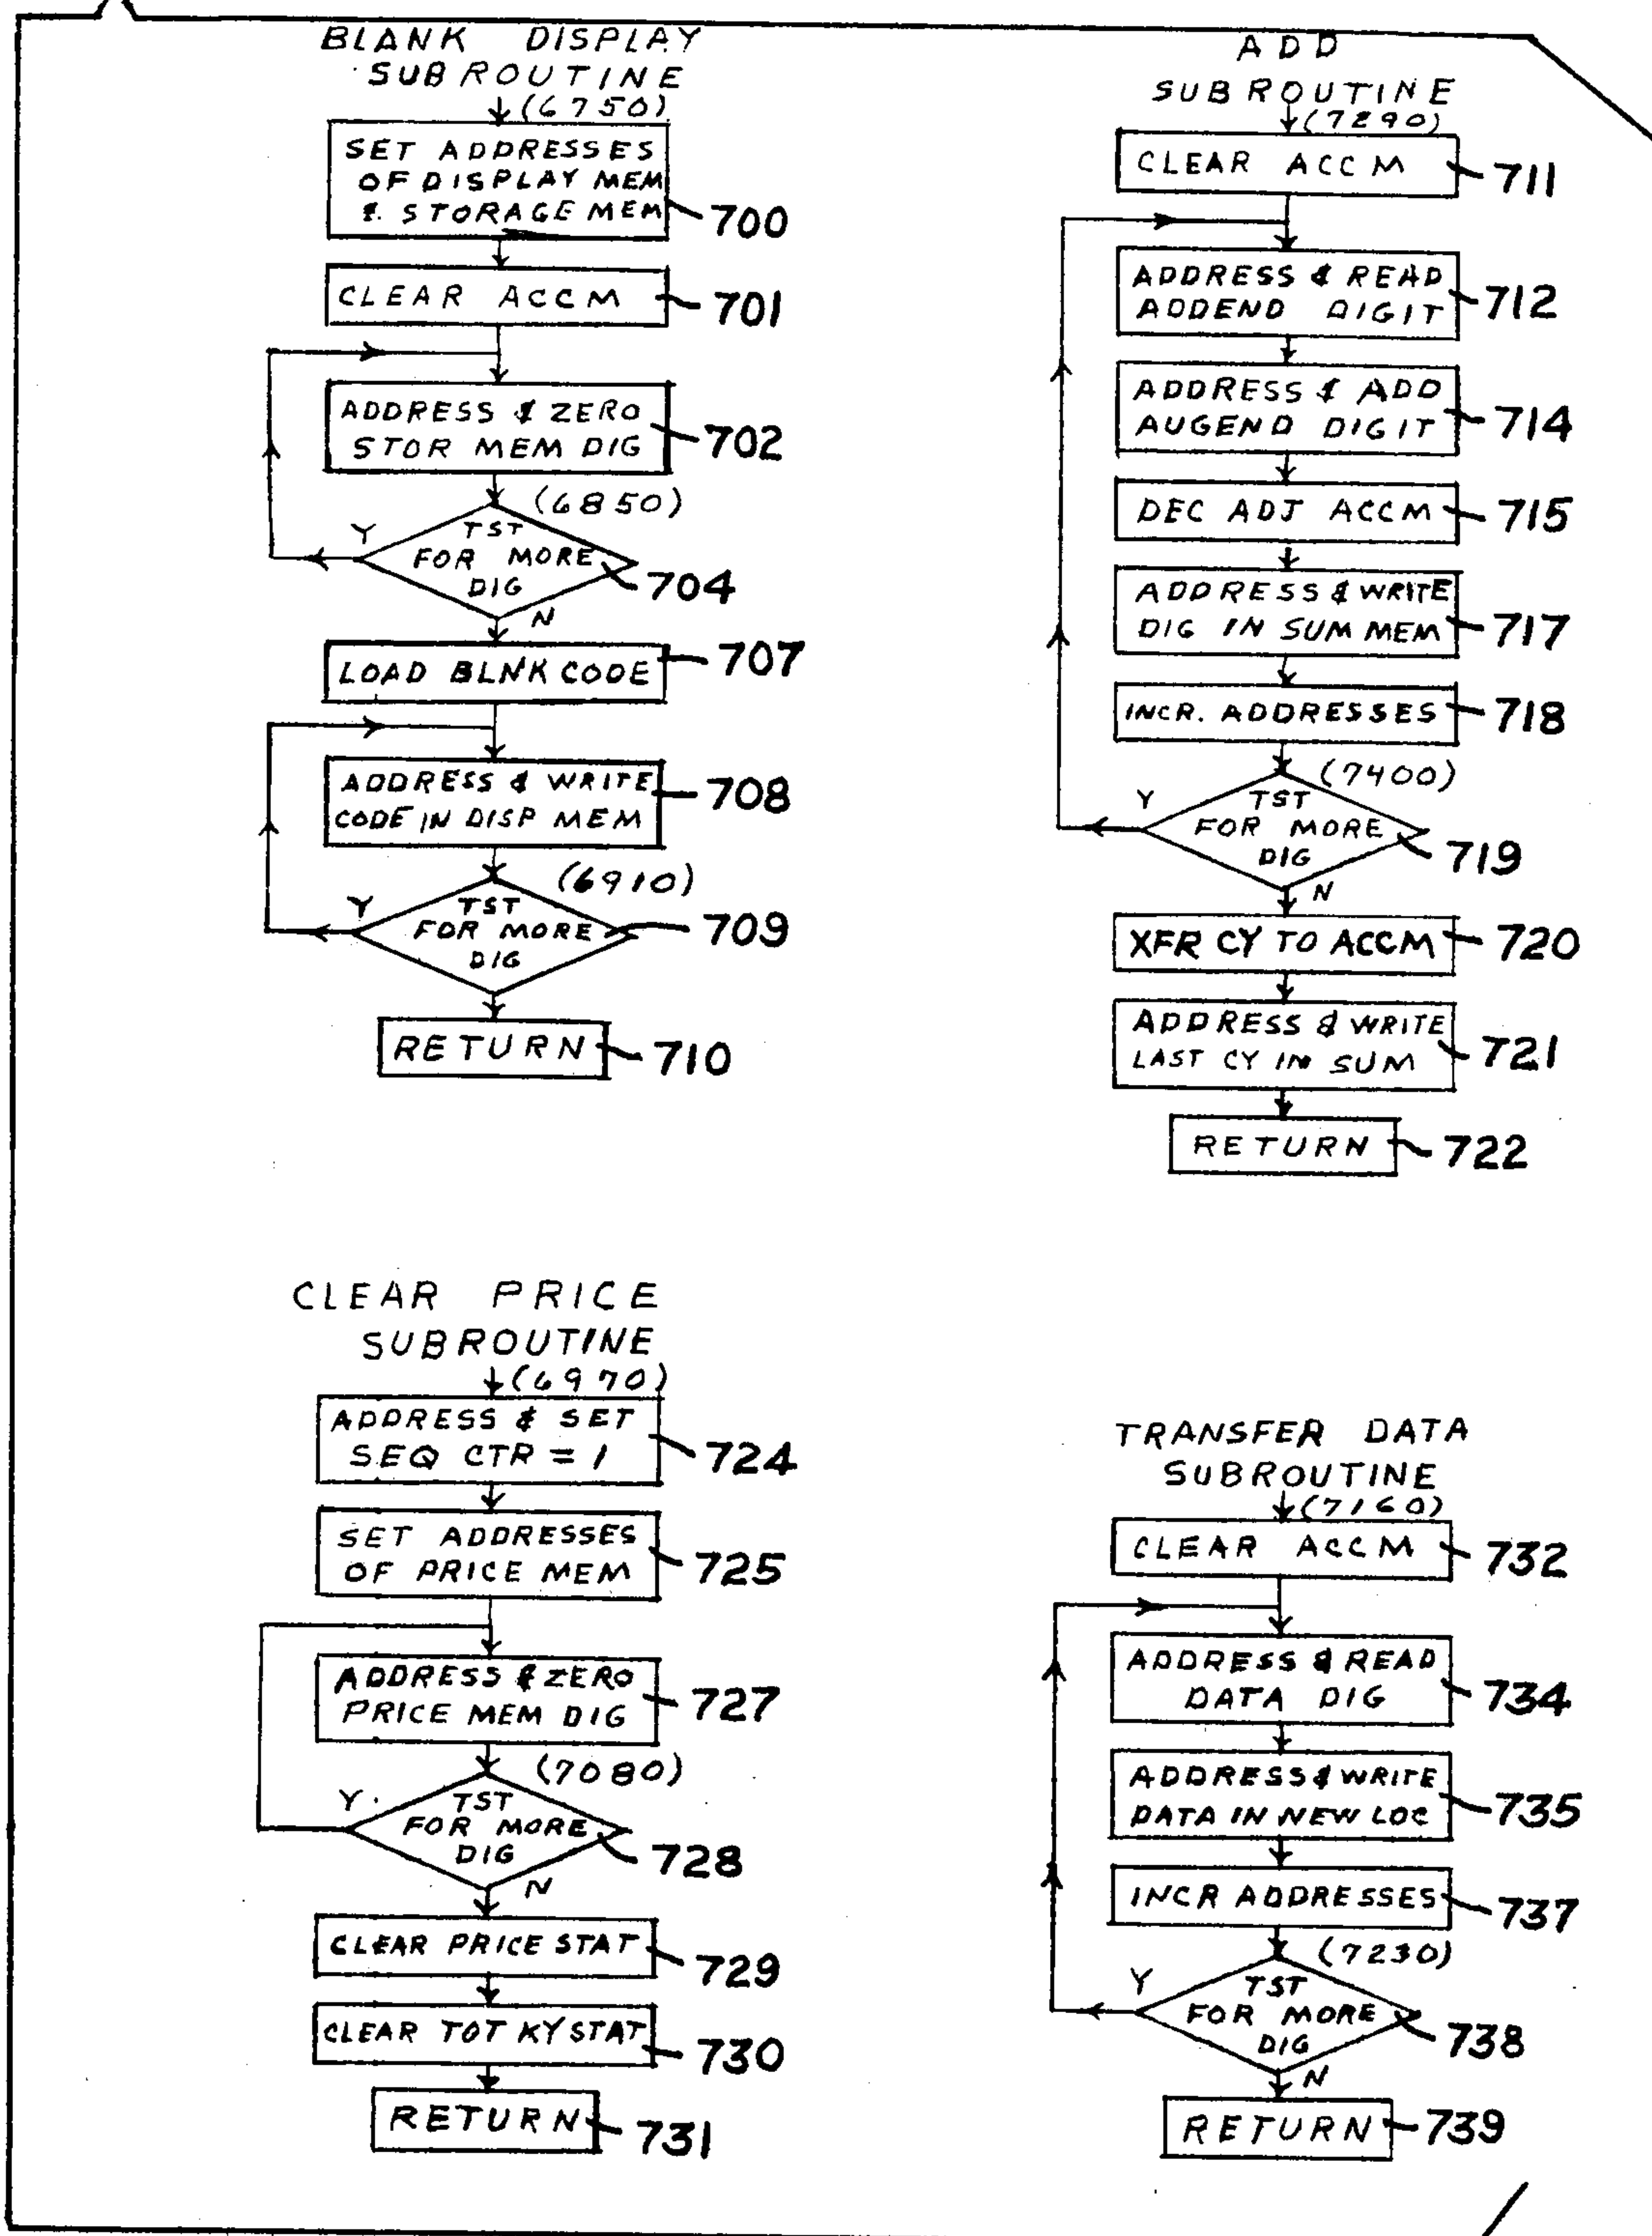 BLANK DISPLAY
SUBROUTINE
(6750)
SET ADDRESSES
OF DISPLAY MEM
& STORAGE MEM
700
CLEAR ACCM
701
ADDRESS & ZERO
STOR MEM DIG
702
(6850)
Y
TST
FOR MORE
DIG
704
N
LOAD BLNK CODE
707
ADDRESS & WRITE
CODE IN DISP MEM
708
(6910)
Y
TST
FOR MORE
DIG
709
RETURN
710
ADD
SUBROUTINE
(7290)
CLEAR ACCM
711
ADDRESS & READ
ADDEND DIGIT
712
ADDRESS & ADD
AUGEND DIGIT
714
DEC ADJ ACCM
715
ADDRESS & WRITE
DIG IN SUM MEM
717
INCR. ADDRESSES
718
(7400)
Y
TST
FOR MORE
DIG
719
N
XFR CY TO ACCM
720
ADDRESS & WRITE
LAST CY IN SUM
721
RETURN
722
CLEAR PRICE
SUBROUTINE
(6970)
ADDRESS & SET
SEQ CTR = 1
724
SET ADDRESSES
OF PRICE MEM
725
ADDRESS & ZERO
PRICE MEM DIG
727
(7080)
Y
TST
FOR MORE
DIG
728
N
CLEAR PRICE STAT
729
CLEAR TOT KY STAT
730
RETURN
731
TRANSFER DATA
SUBROUTINE
(7160)
CLEAR ACCM
732
ADDRESS & READ
DATA DIG
734
ADDRESS & WRITE
DATA IN NEW LOC
735
INCR ADDRESSES
737
(7230)
Y
TST
FOR MORE
DIG
738
N
RETURN
739